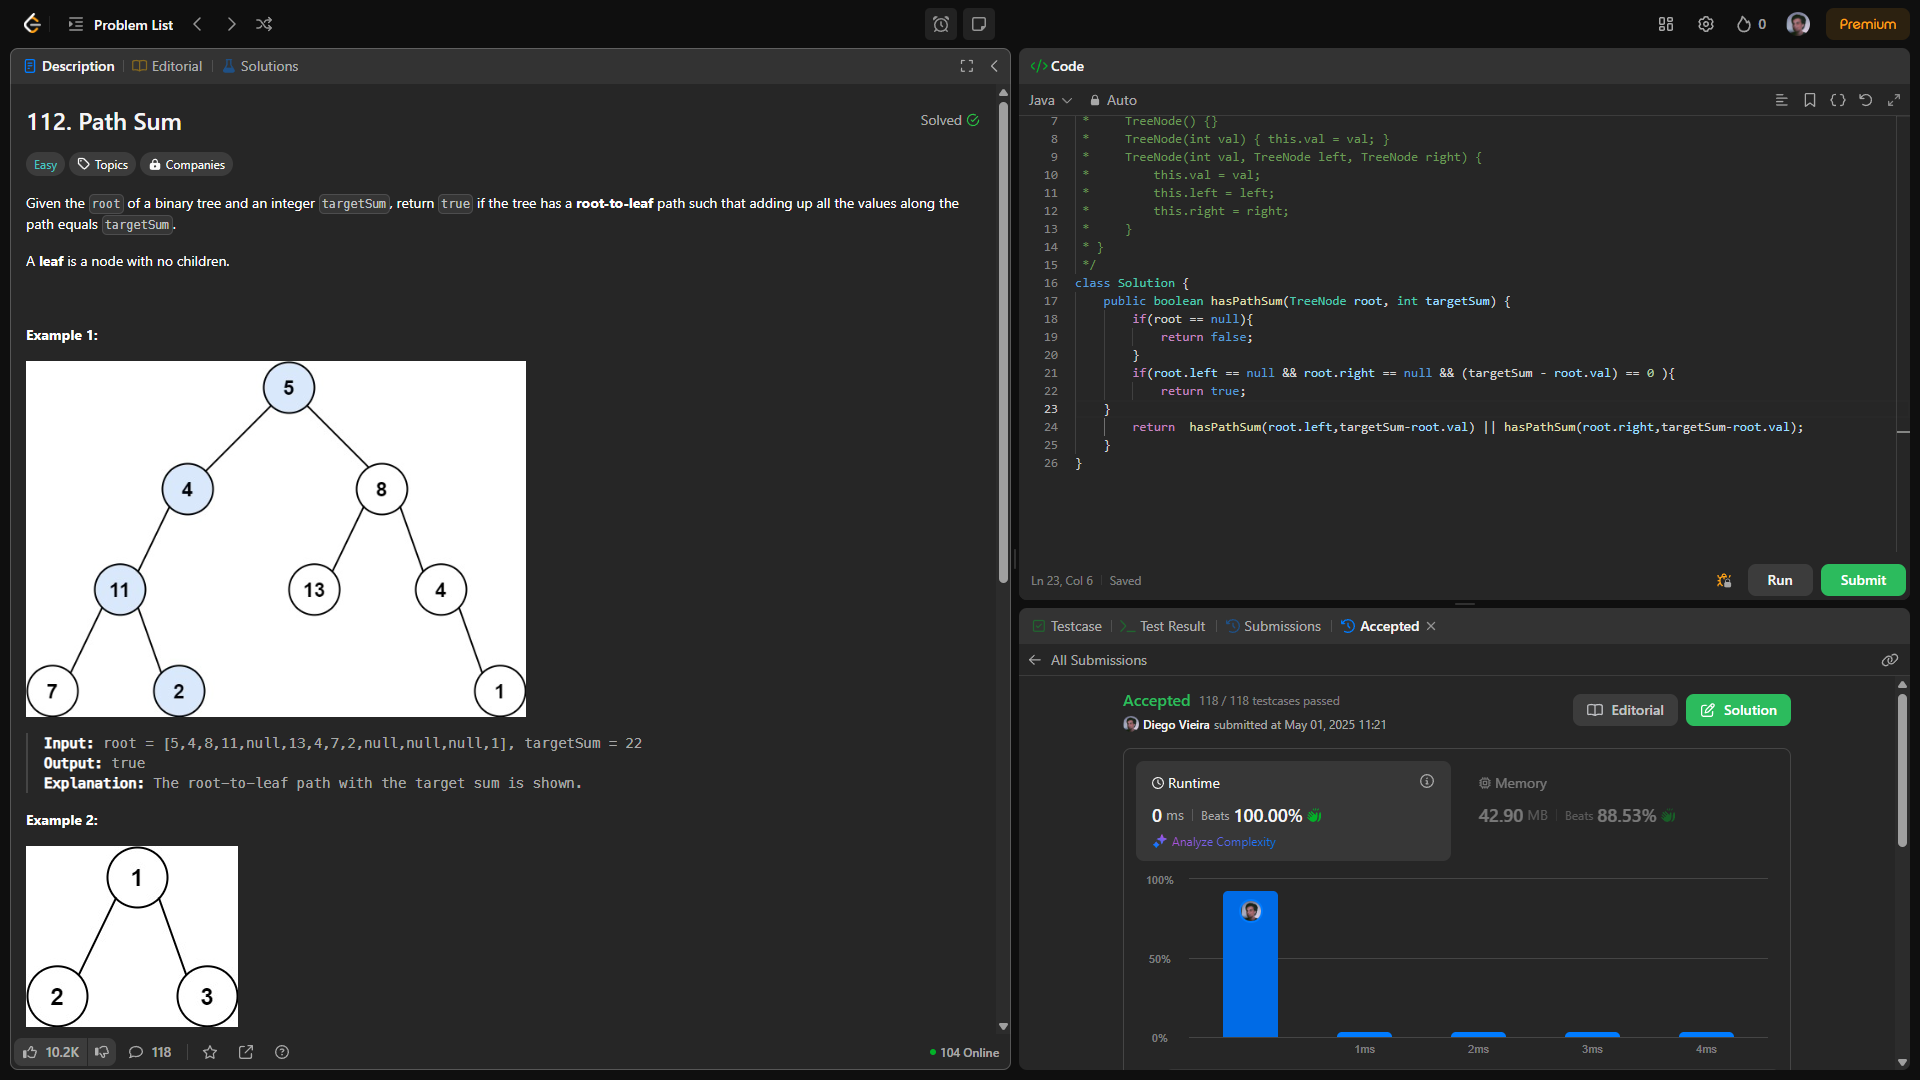 Problem List
0
Premium
Description
Editorial
Solutions
112. Path Sum
Solved
Easy
Topics
Companies
Given the root of a binary tree and an integer targetSum, return true if the tree has a root-to-leaf path such that adding up all the values along the
path equals targetSum.
A leaf is a node with no children.
Example 1:
5
4
8
11
13
4
7
2
1
Input: root = [5,4,8,11,null,13,4,7,2,null,null,null,1], targetSum = 22
Output: true
Explanation: The root-to-leaf path with the target sum is shown.
Example 2:
1
2
3
10.2K
118
104 Online
</> Code
Java
Auto
7 *     TreeNode() {}
8 *     TreeNode(int val) { this.val = val; }
9 *     TreeNode(int val, TreeNode left, TreeNode right) {
10 *         this.val = val;
11 *         this.left = left;
12 *         this.right = right;
13 *     }
14 * }
15 */
16 class Solution {
17     public boolean hasPathSum(TreeNode root, int targetSum) {
18         if(root == null){
19             return false;
20         }
21         if(root.left == null && root.right == null && (targetSum - root.val) == 0 ){
22             return true;
23     }
24         return  hasPathSum(root.left,targetSum-root.val) || hasPathSum(root.right,targetSum-root.val);
25     }
26 }
Ln 23, Col 6
Saved
Run
Submit
Testcase
Test Result
Submissions
Accepted
All Submissions
Accepted 118 / 118 testcases passed
Diego Vieira submitted at May 01, 2025 11:21
Editorial
Solution
Runtime
0 ms
Beats 100.00%
Analyze Complexity
Memory
42.90 MB
Beats 88.53%
100%
50%
0%
1ms
2ms
3ms
4ms